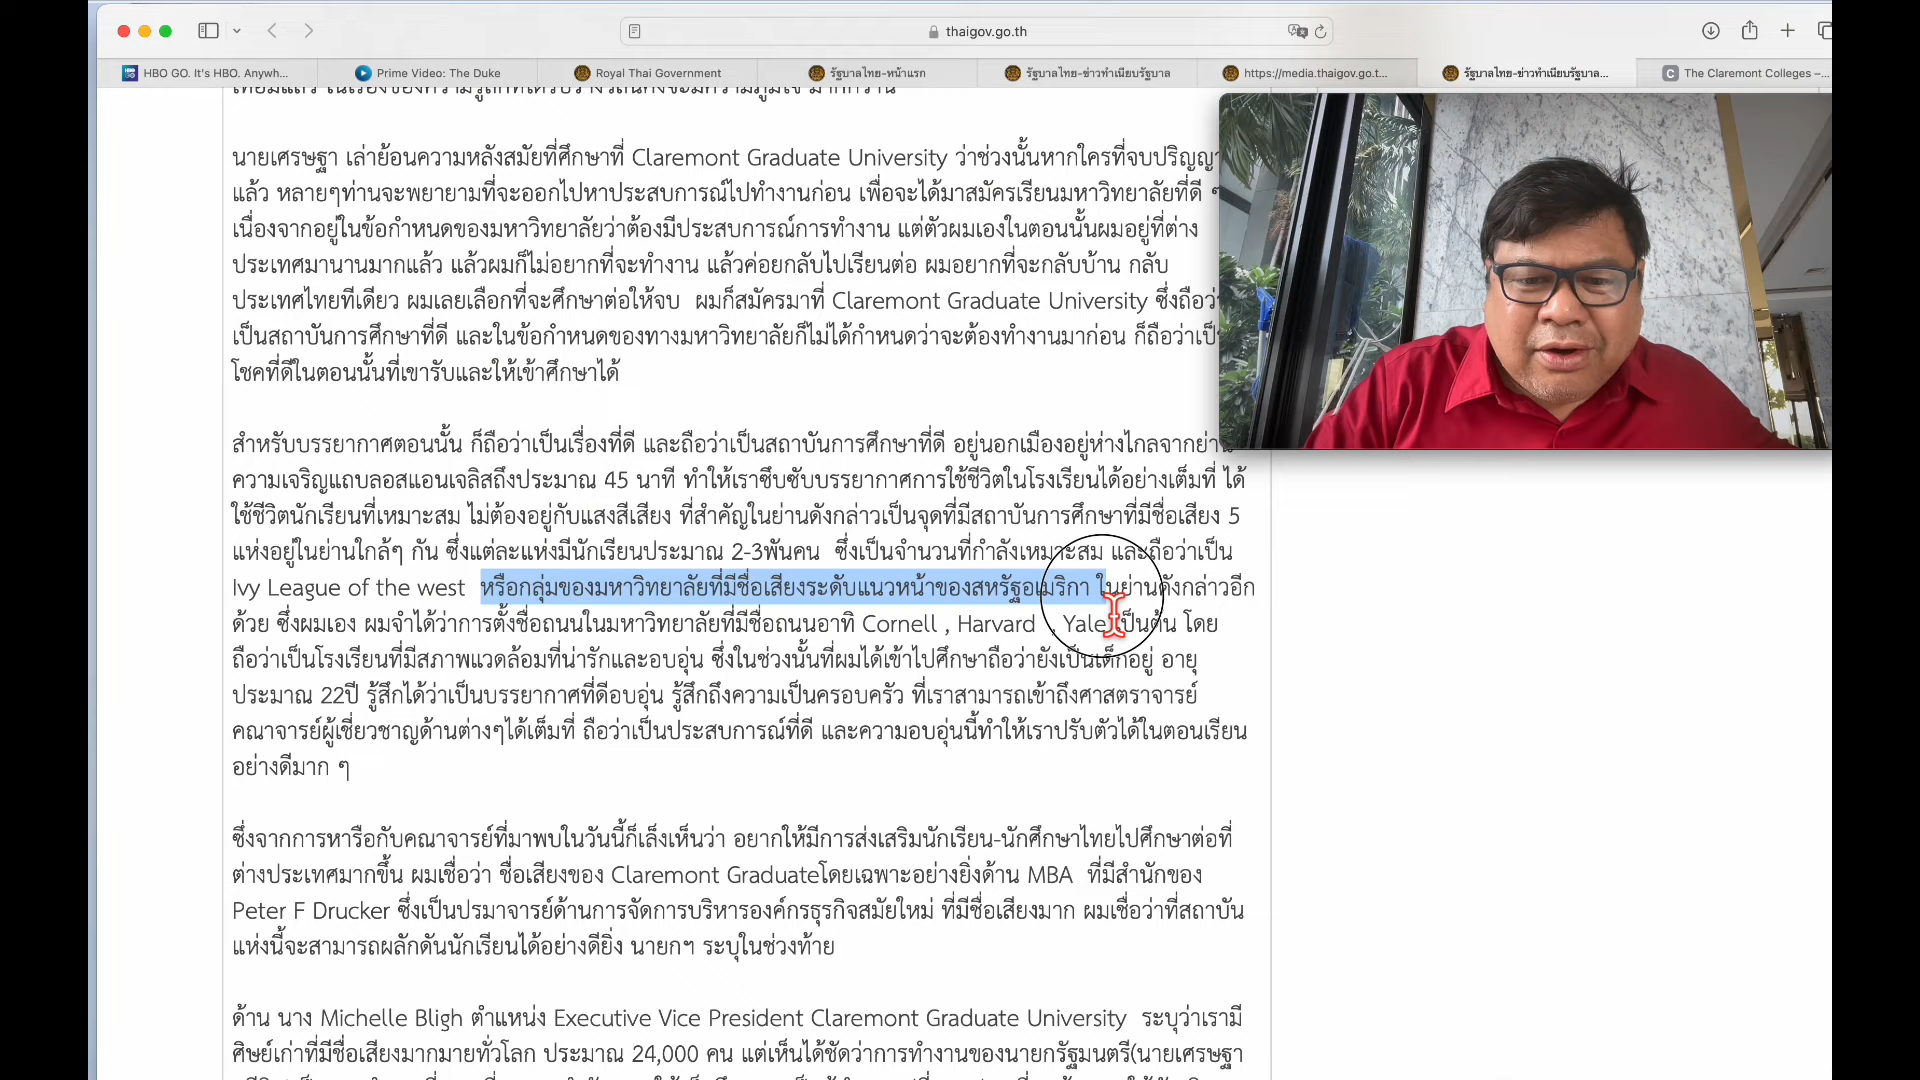 thaigov.go.th
HBO GO. It's HBO. Anywh...
Prime Video: The Duke
Royal Thai Government
รัฐบาลไทย-หน้าแรก
รัฐบาลไทย-ข่าวทำเนียบรัฐบาล
https://media.thaigov.go.t...
รัฐบาลไทย-ข่าวทำเนียบรัฐบาล...
The Claremont Colleges –...
นายเศรษฐา เล่าย้อนความหลังสมัยที่ศึกษาที่ Claremont Graduate University ว่าช่วงนั้นหากใครที่จบปริญญา
แล้ว หลายๆท่านจะพยายามที่จะออกไปหาประสบการณ์ไปทำงานก่อน เพื่อจะได้มาสมัครเรียนมหาวิทยาลัยที่ดี ๆ
เนื่องจากอยู่ในข้อกำหนดของมหาวิทยาลัยว่าต้องมีประสบการณ์การทำงาน แต่ตัวผมเองในตอนนั้นผมอยู่ที่ต่าง
ประเทศมานานมากแล้ว แล้วผมก็ไม่อยากที่จะทำงาน แล้วค่อยกลับไปเรียนต่อ ผมอยากที่จะกลับบ้าน กลับ
ประเทศไทยทีเดียว ผมเลยเลือกที่จะศึกษาต่อให้จบ  ผมก็สมัครมาที่ Claremont Graduate University ซึ่งถือว่า
เป็นสถาบันการศึกษาที่ดี และในข้อกำหนดของทางมหาวิทยาลัยก็ไม่ได้กำหนดว่าจะต้องทำงานมาก่อน ก็ถือว่าเป็น
โชคที่ดีในตอนนั้นที่เขารับและให้เข้าศึกษาได้
สำหรับบรรยากาศตอนนั้น ก็ถือว่าเป็นเรื่องที่ดี และถือว่าเป็นสถาบันการศึกษาที่ดี อยู่นอกเมืองอยู่ห่างไกลจากย่าน
ความเจริญแถบลอสแอนเจลิสถึงประมาณ 45 นาที ทำให้เราซึบซับบรรยากาศการใช้ชีวิตในโรงเรียนได้อย่างเต็มที่ ได้
ใช้ชีวิตนักเรียนที่เหมาะสม ไม่ต้องอยู่กับแสงสีเสียง ที่สำคัญในย่านดังกล่าวเป็นจุดที่มีสถาบันการศึกษาที่มีชื่อเสียง 5
แห่งอยู่ในย่านใกล้ๆ กัน ซึ่งแต่ละแห่งมีนักเรียนประมาณ 2-3พันคน  ซึ่งเป็นจำนวนที่กำลังเหมาะสม และถือว่าเป็น
Ivy League of the west  หรือกลุ่มของมหาวิทยาลัยที่มีชื่อเสียงระดับแนวหน้าของสหรัฐอเมริกา ในย่านดังกล่าวอีก
ด้วย ซึ่งผมเอง ผมจำได้ว่าการตั้งชื่อถนนในมหาวิทยาลัยที่มีชื่อถนนอาทิ Cornell , Harvard  , Yale เป็นต้น โดย
ถือว่าเป็นโรงเรียนที่มีสภาพแวดล้อมที่น่ารักและอบอุ่น ซึ่งในช่วงนั้นที่ผมได้เข้าไปศึกษาถือว่ายังเป็นเด็กอยู่ อายุ
ประมาณ 22ปี รู้สึกได้ว่าเป็นบรรยากาศที่ดีอบอุ่น รู้สึกถึงความเป็นครอบครัว ที่เราสามารถเข้าถึงศาสตราจารย์
คณาจารย์ผู้เชี่ยวชาญด้านต่างๆได้เต็มที่ ถือว่าเป็นประสบการณ์ที่ดี และความอบอุ่นนี้ทำให้เราปรับตัวได้ในตอนเรียน
อย่างดีมาก ๆ
ซึ่งจากการหารือกับคณาจารย์ที่มาพบในวันนี้ก็เล็งเห็นว่า อยากให้มีการส่งเสริมนักเรียน-นักศึกษาไทยไปศึกษาต่อที่
ต่างประเทศมากขึ้น ผมเชื่อว่า ชื่อเสียงของ Claremont Graduateโดยเฉพาะอย่างยิ่งด้าน MBA  ที่มีสำนักของ
Peter F Drucker ซึ่งเป็นปรมาจารย์ด้านการจัดการบริหารองค์กรธุรกิจสมัยใหม่ ที่มีชื่อเสียงมาก ผมเชื่อว่าที่สถาบัน
แห่งนี้จะสามารถผลักดันนักเรียนได้อย่างดียิ่ง นายกฯ ระบุในช่วงท้าย
ด้าน นาง Michelle Bligh ตำแหน่ง Executive Vice President Claremont Graduate University  ระบุว่าเรามี
ศิษย์เก่าที่มีชื่อเสียงมากมายทั่วโลก ประมาณ 24,000 คน แต่เห็นได้ชัดว่าการทำงานของนายกรัฐมนตรี(นายเศรษฐา